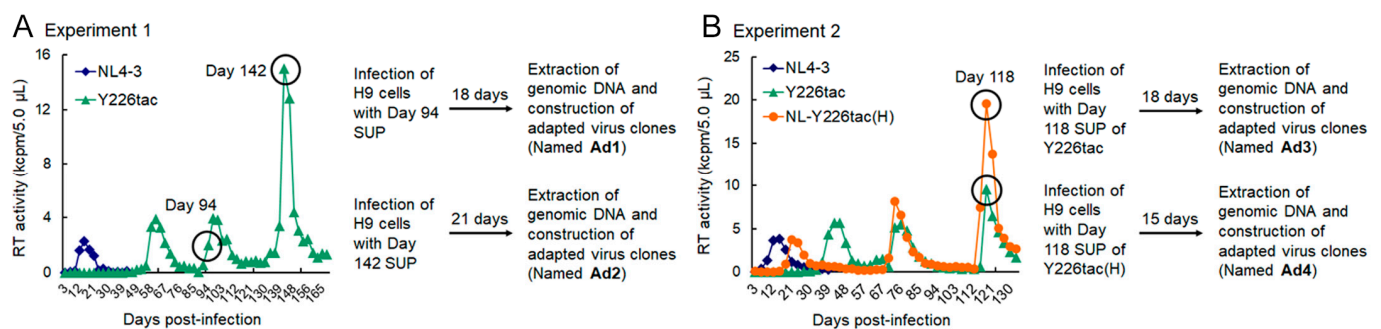 A Experiment 1
16
12
8
4
0
RT activity (kcpm/5.0 µL)
NL4-3
Y226tac
Day 142
Day 94
3
12
21
30
39
49
58
67
76
85
94
103
112
121
130
139
148
156
165
Days post-infection
Infection of
H9 cells
with Day 94
SUP
18 days
Extraction of
genomic DNA and
construction of
adapted virus clones
(Named Ad1)
Infection of
H9 cells
with Day
142 SUP
21 days
Extraction of
genomic DNA and
construction of
adapted virus clones
(Named Ad2)
B Experiment 2
25
20
15
10
5
0
RT activity (kcpm/5.0 µL)
NL4-3
Y226tac
NL-Y226tac(H)
Day 118
3
12
21
30
39
49
58
67
76
85
94
103
112
121
130
Days post-infection
Infection of
H9 cells
with Day
118 SUP of
Y226tac
18 days
Extraction of
genomic DNA and
construction of
adapted virus clones
(Named Ad3)
Infection of
H9 cells
with Day
118 SUP of
Y226tac(H)
15 days
Extraction of
genomic DNA and
construction of
adapted virus clones
(Named Ad4)